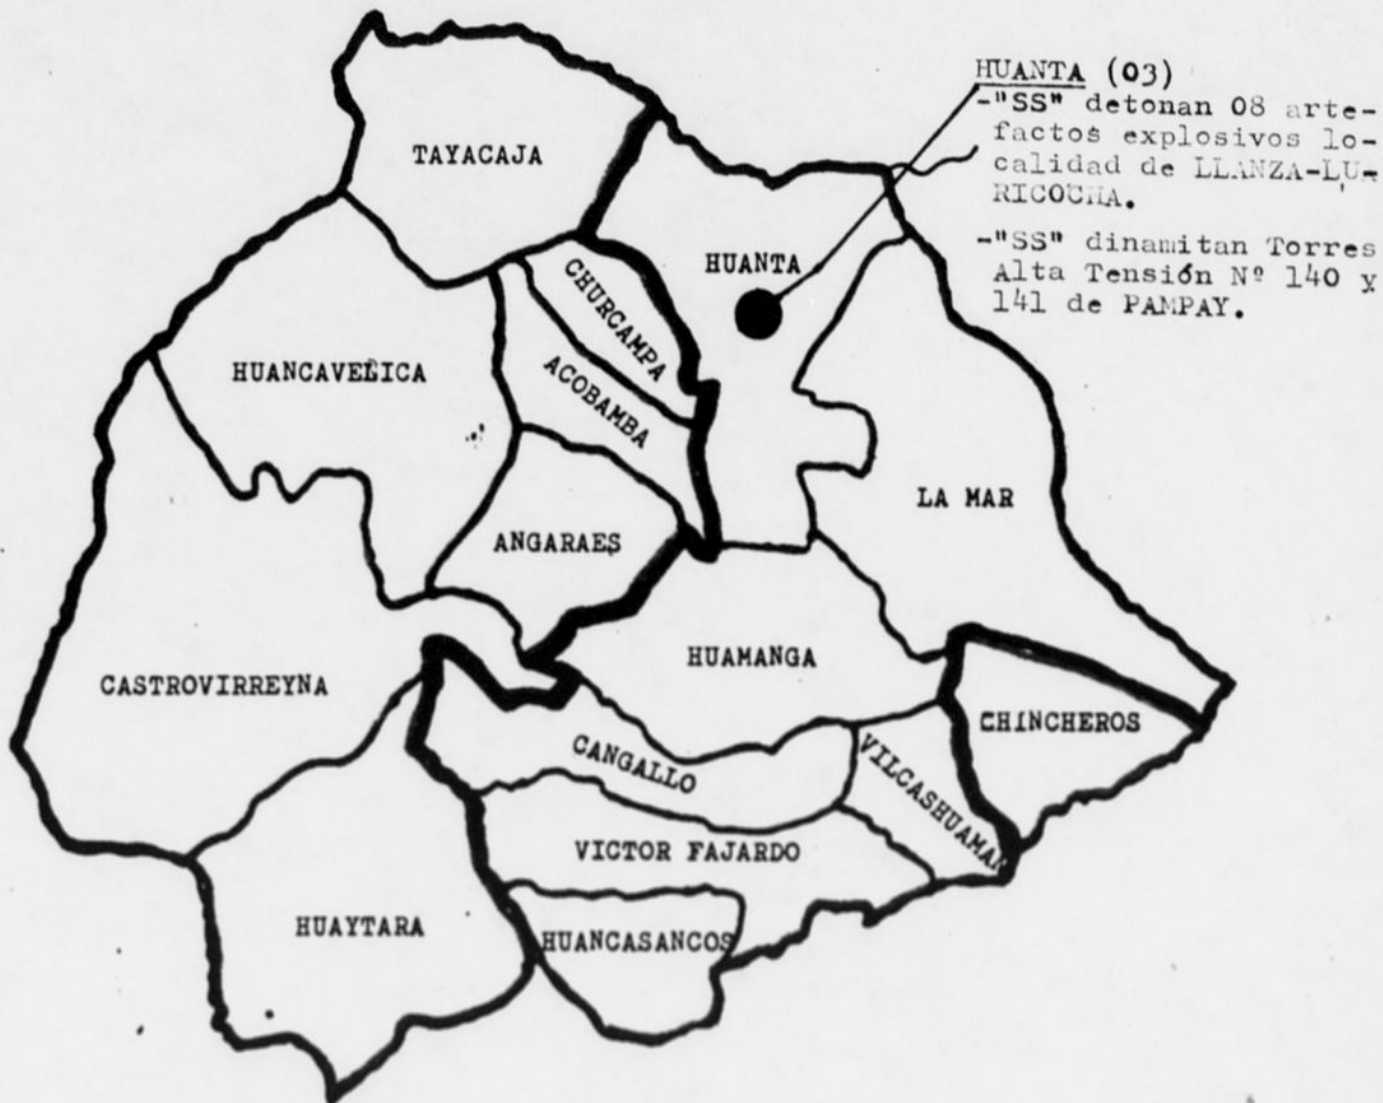 HUANTA (03)
-"SS" detonan 08 arte-
factos explosivos lo-
calidad de LLANZA-LU-
RICOCHA.
-"SS" dinamitan Torres
Alta Tensión Nº 140 y
141 de PAMPAY.
TAYACAJA
HUANTA
CHURCAMPA
HUANCAVELICA
ACOBAMBA
LA MAR
ANGARAES
HUAMANGA
CASTROVIRREYNA
CHINCHEROS
CANGALLO
VILCASHUAMAN
VICTOR FAJARDO
HUAYTARA
HUANCASANCOS